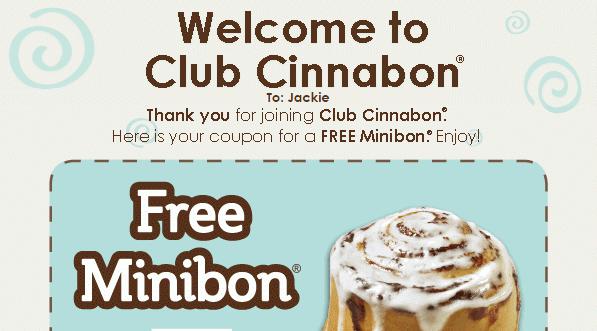 Welcome to
Club Cinnabon®
To: Jackie
Thank you for joining Club Cinnabon®.
Here is your coupon for a FREE Minibon.® Enjoy!
Free
Minibon®